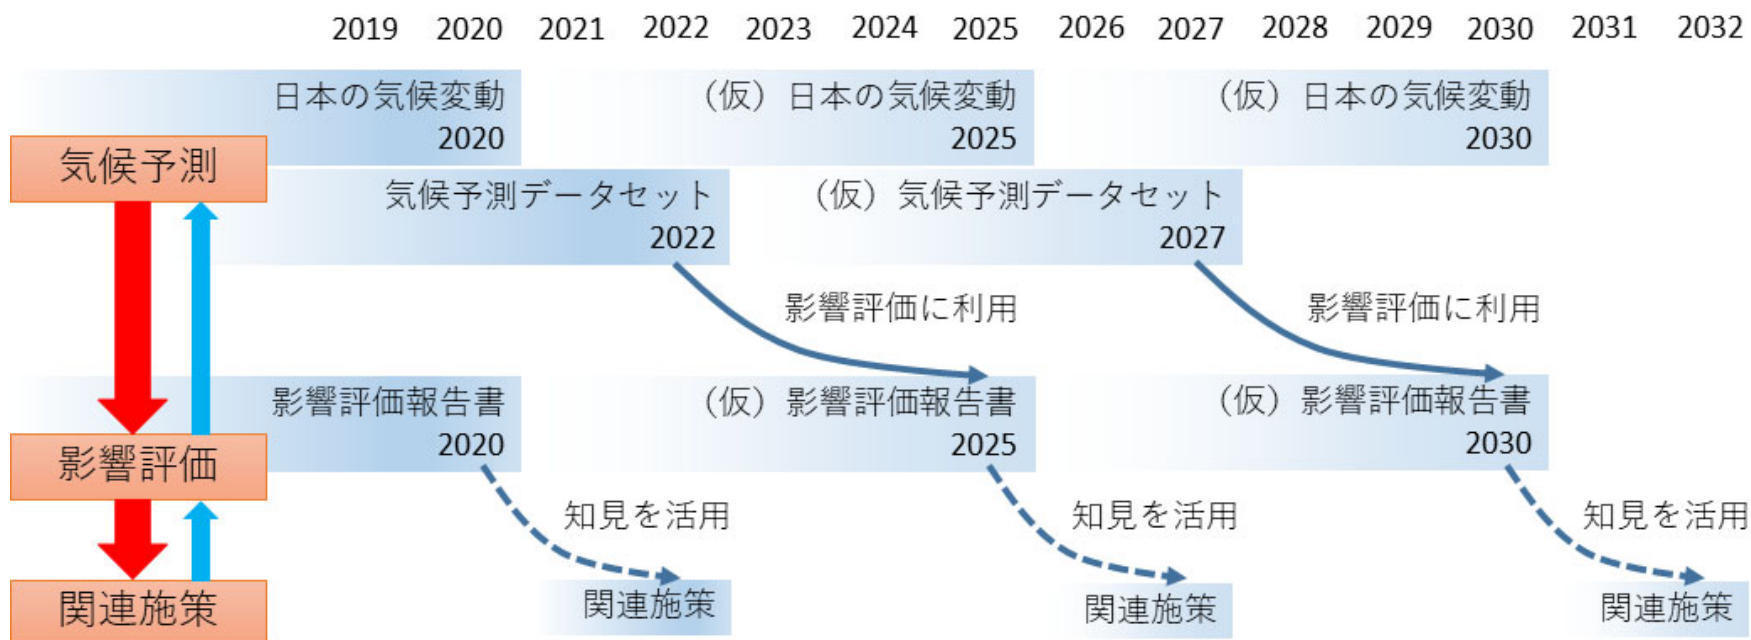 2019 2020 2021 2022 2023 2024 2025 2026 2027 2028 2029 2030 2031 2032
日本の気候変動
2020
（仮）日本の気候変動
2025
（仮）日本の気候変動
2030
気候予測
気候予測データセット
2022
（仮）気候予測データセット
2027
影響評価に利用
影響評価に利用
影響評価報告書
2020
（仮）影響評価報告書
2025
（仮）影響評価報告書
2030
影響評価
知見を活用
知見を活用
知見を活用
関連施策
関連施策
関連施策
関連施策